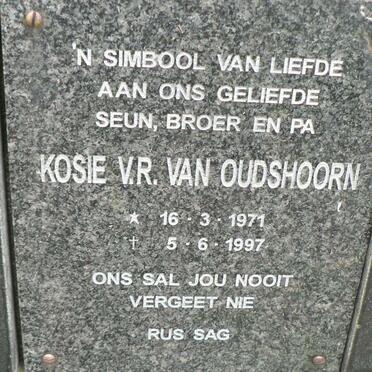 'N SIMBOOL VAN LIEFDE
AAN ONS GELIEFDE
SEUN, BROER EN PA
KOSIE V.R. VAN OUDSHOORN
★ 16-3-1971
† 5-6-1997
ONS SAL JOU NOOIT
VERGEET NIE
RUS SAG